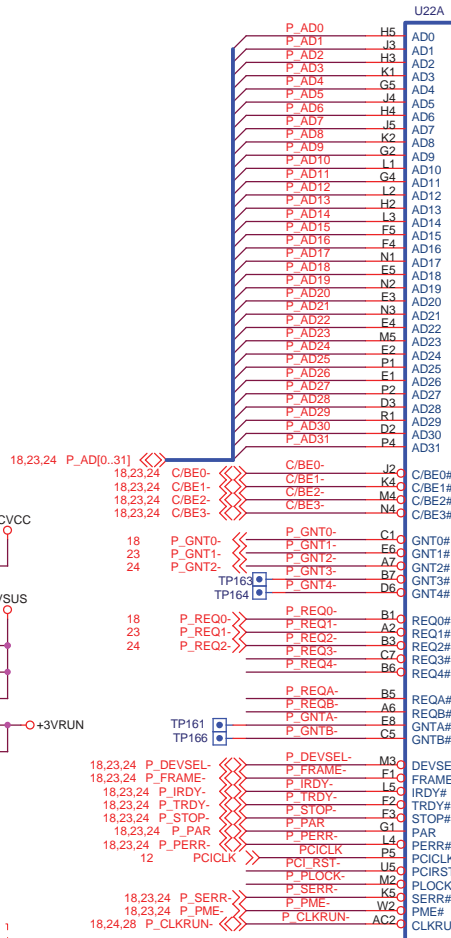 U22A
P_AD0 H5 AD0
P_AD1 J3 AD1
P_AD2 H3 AD2
P_AD3 K1 AD3
P_AD4 G5 AD4
P_AD5 J4 AD5
P_AD6 H4 AD6
P_AD7 J5 AD7
P_AD8 K2 AD8
P_AD9 G2 AD9
P_AD10 L1 AD10
P_AD11 G4 AD11
P_AD12 L2 AD12
P_AD13 H2 AD13
P_AD14 L3 AD14
P_AD15 F5 AD15
P_AD16 F4 AD16
P_AD17 N1 AD17
P_AD18 E5 AD18
P_AD19 N2 AD19
P_AD20 E3 AD20
P_AD21 N3 AD21
P_AD22 E4 AD22
P_AD23 M5 AD23
P_AD24 E2 AD24
P_AD25 P1 AD25
P_AD26 E1 AD26
P_AD27 P2 AD27
P_AD28 D3 AD28
P_AD29 R1 AD29
P_AD30 D2 AD30
P_AD31 P4 AD31
18,23,24 P_AD[0..31]
18,23,24 C/BE0- C/BE0- J2 C/BE0#
18,23,24 C/BE1- C/BE1- K4 C/BE1#
18,23,24 C/BE2- C/BE2- M4 C/BE2#
18,23,24 C/BE3- C/BE3- N4 C/BE3#
CVCC
18 P_GNT0- P_GNT0- C1 GNT0#
23 P_GNT1- P_GNT1- E6 GNT1#
24 P_GNT2- P_GNT2- A7 GNT2#
TP163 P_GNT3- B7 GNT3#
TP164 P_GNT4- D6 GNT4#
VSUS
18 P_REQ0- P_REQ0- B1 REQ0#
23 P_REQ1- P_REQ1- A2 REQ1#
24 P_REQ2- P_REQ2- B3 REQ2#
P_REQ3- C7 REQ3#
P_REQ4- B6 REQ4#
P_REQA- B5 REQA#
P_REQB- A6 REQB#
+3VRUN
TP161 P_GNTA- E8 GNTA#
TP166 P_GNTB- C5 GNTB#
18,23,24 P_DEVSEL- P_DEVSEL- M3 DEVSE
18,23,24 P_FRAME- P_FRAME- F1 FRAME
18,23,24 P_IRDY- P_IRDY- L5 IRDY#
18,23,24 P_TRDY- P_TRDY- F2 TRDY#
18,23,24 P_STOP- P_STOP- F3 STOP#
18,23,24 P_PAR P_PAR G1 PAR
18,23,24 P_PERR- P_PERR- L4 PERR#
12 PCICLK PCICLK P5 PCICLK
PCI_RST- U5 PCIRST
P_PLOCK- M2 PLOCK
18,23,24 P_SERR- P_SERR- K5 SERR#
18,23,24 P_PME- P_PME- W2 PME#
18,24,28 P_CLKRUN- P_CLKRUN- AC2 CLKRU
1